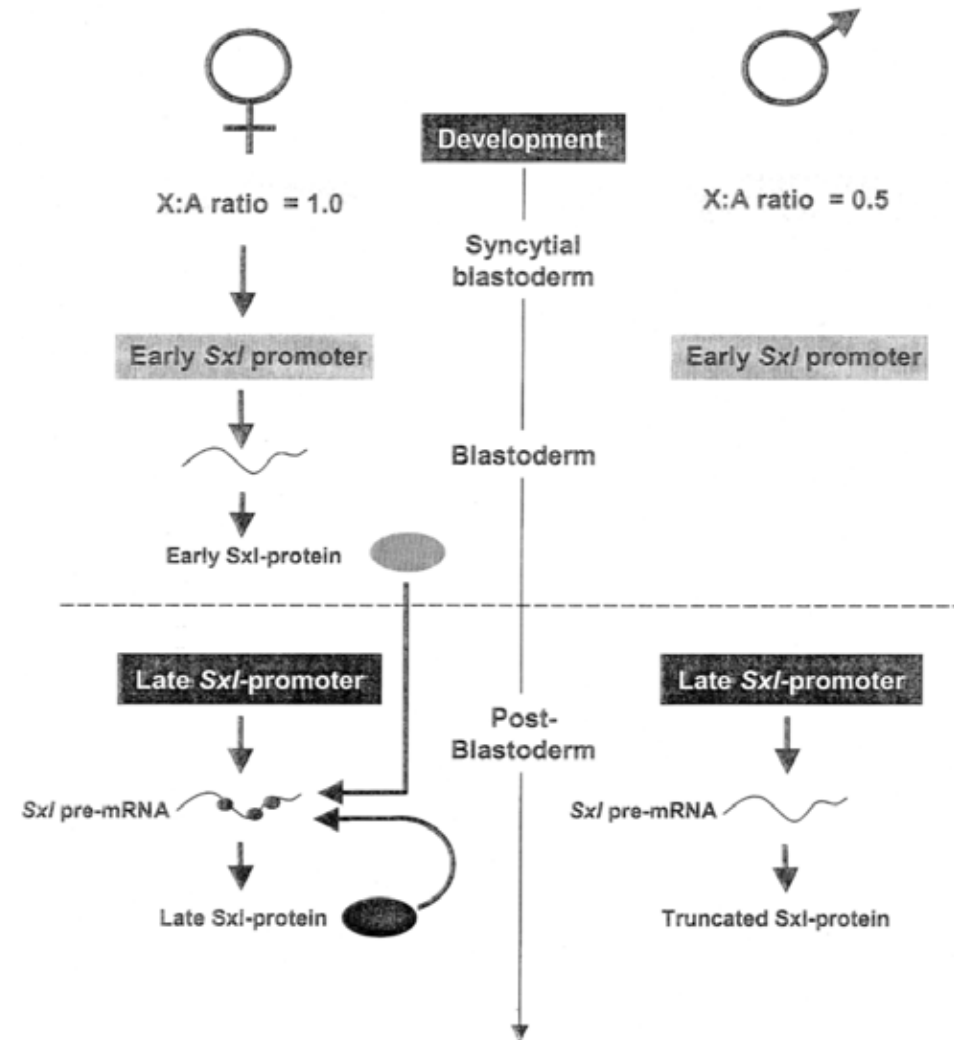 Development
X:A ratio = 1.0
X:A ratio = 0.5
Syncytial
blastoderm
Early Sxl promoter
Early Sxl promoter
Blastoderm
Early Sxl-protein
Late Sxl-promoter
Late Sxl-promoter
Post-
Blastoderm
Sxl pre-mRNA
Sxl pre-mRNA
Late Sxl-protein
Truncated Sxl-protein